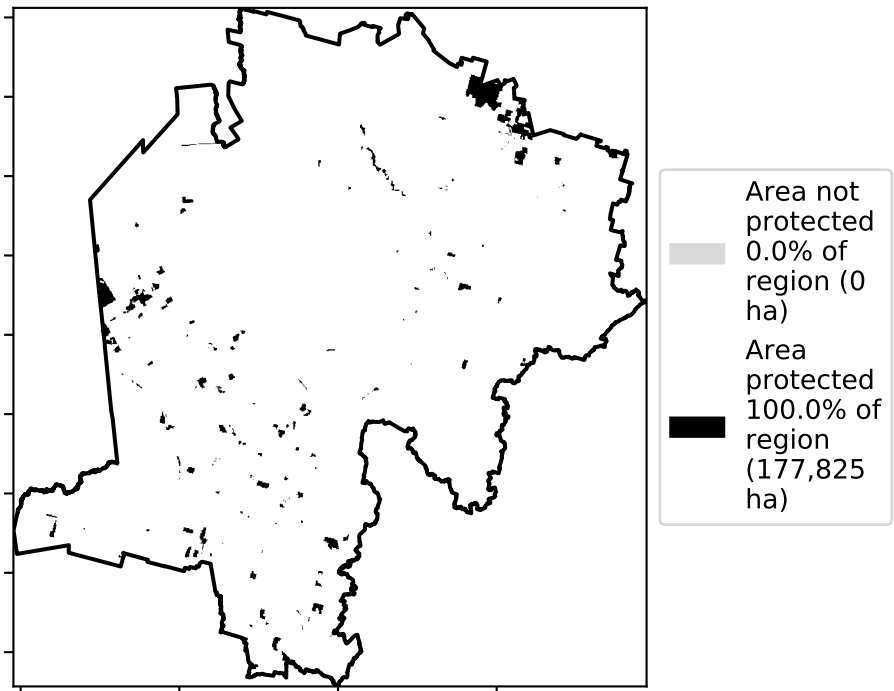 Area not
protected
0.0% of
region (0
ha)
Area
protected
100.0% of
region
(177,825
ha)